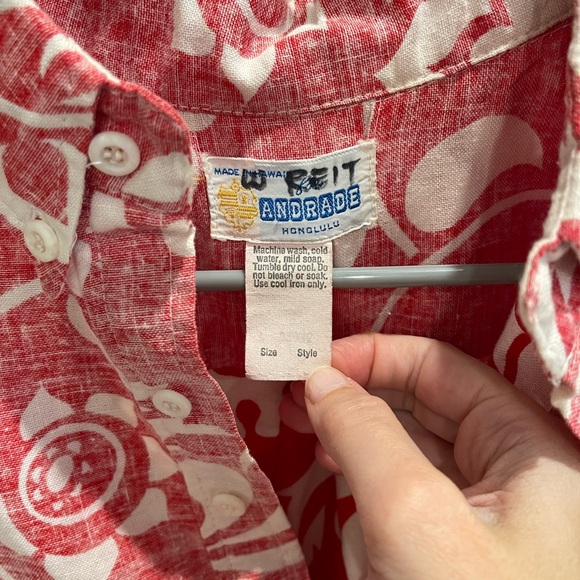 MADE IN HAWAII
W REIT
ANDRADE
HONOLULU
Machine wash, cold
water, mild soap.
Tumble dry cool. Do
not bleach or soak.
Use cool iron only.
Size Style